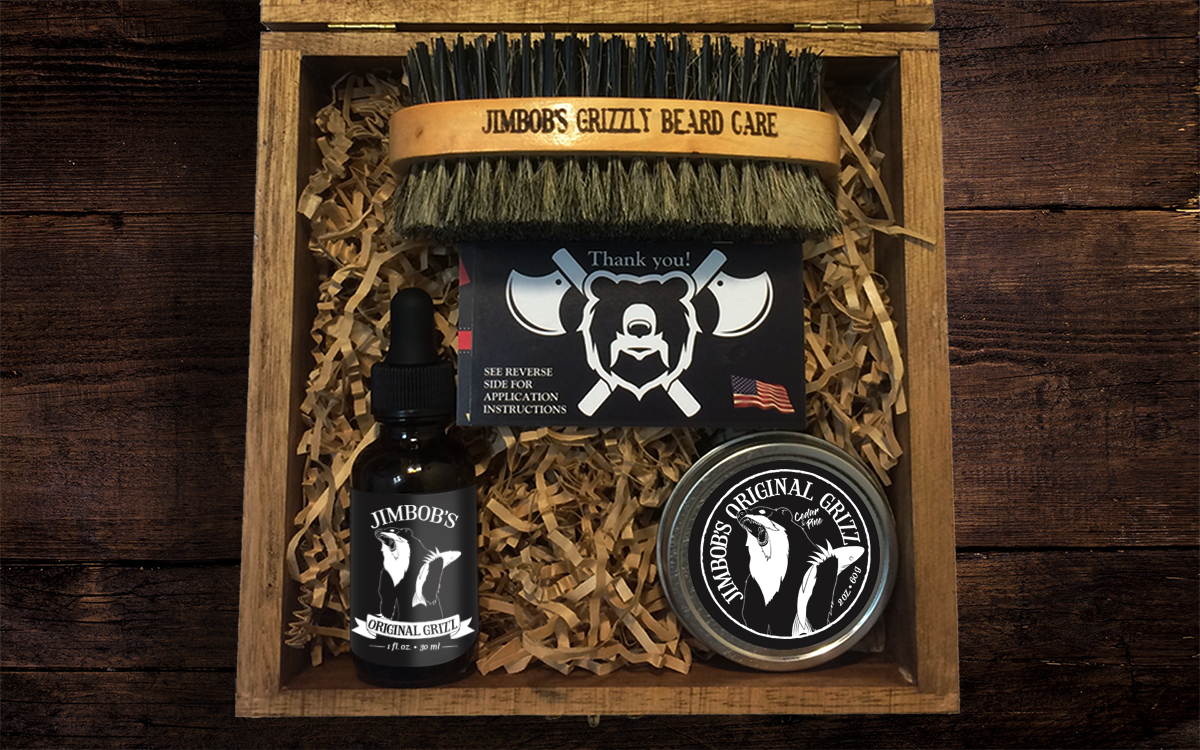 JIMBOB'S GRIZZLY BEARD CARE
Thank you!
SEE REVERSE
SIDE FOR
APPLICATION
INSTRUCTIONS
JIMBOB'S
ORIGINAL GRIZZ
1 fl. oz. • 30 ml
JIMBOB'S ORIGINAL GRIZZ
Cedar
& Pine
2 OZ. • 60 g